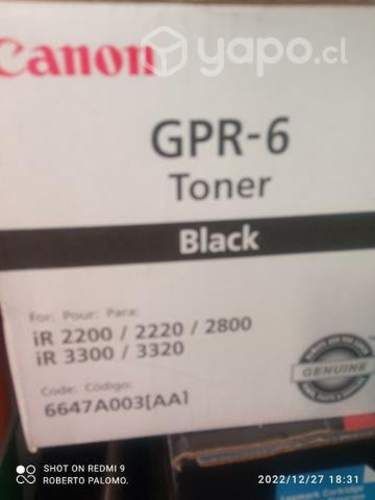 Canon
yapo.cl
GPR-6
Toner
Black
For: Pour: Para:
iR 2200 / 2220 / 2800
iR 3300 / 3320
GENUINE
Code: Código:
6647A003[AA]
SHOT ON REDMI 9
ROBERTO PALOMO.
2022/12/27 18:31